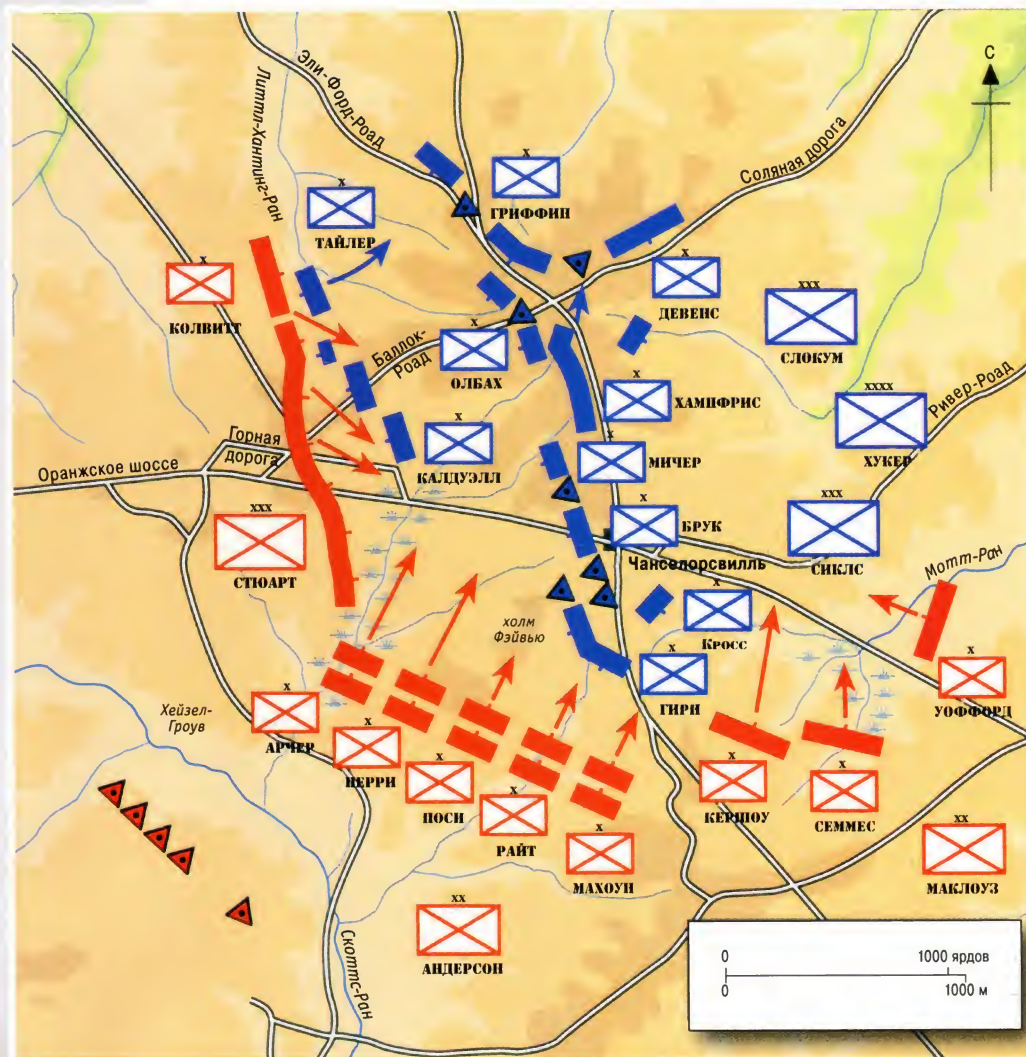 С
Эли-Форд-Роад
Литтл-Хантинг-Ран
Соляная дорога
x
ГРИФФИН
x
ТАЙЛЕР
x
КОЛВИТТ
x
ДЕВЕНС
xxx
СЛОКУМ
Баллок-
Роад
x
ОЛБАХ
x
ХАМПФРИС
xxxx
ХУКЕР
Ривер-Роад
Горная
дорога
Оранжское шоссе
x
КАЛДУЭЛЛ
x
МИЧЕР
xxx
СТЮАРТ
x
БРУК
Чанселорсвилль
xxx
СИКЛС
Мотт-Ран
холм
Фэйвью
x
КРОСС
x
ГИРИ
x
УОФФОРД
Хейзел-
Гроув
x
АРЧЕР
x
ПЕРРИ
x
ПОСИ
x
РАЙТ
x
МАХОУН
x
КЕРШОУ
x
СЕММЕС
xx
МАКЛОУЗ
xx
АНДЕРСОН
Скоттс-Ран
0 1000 ярдов
0 1000 м